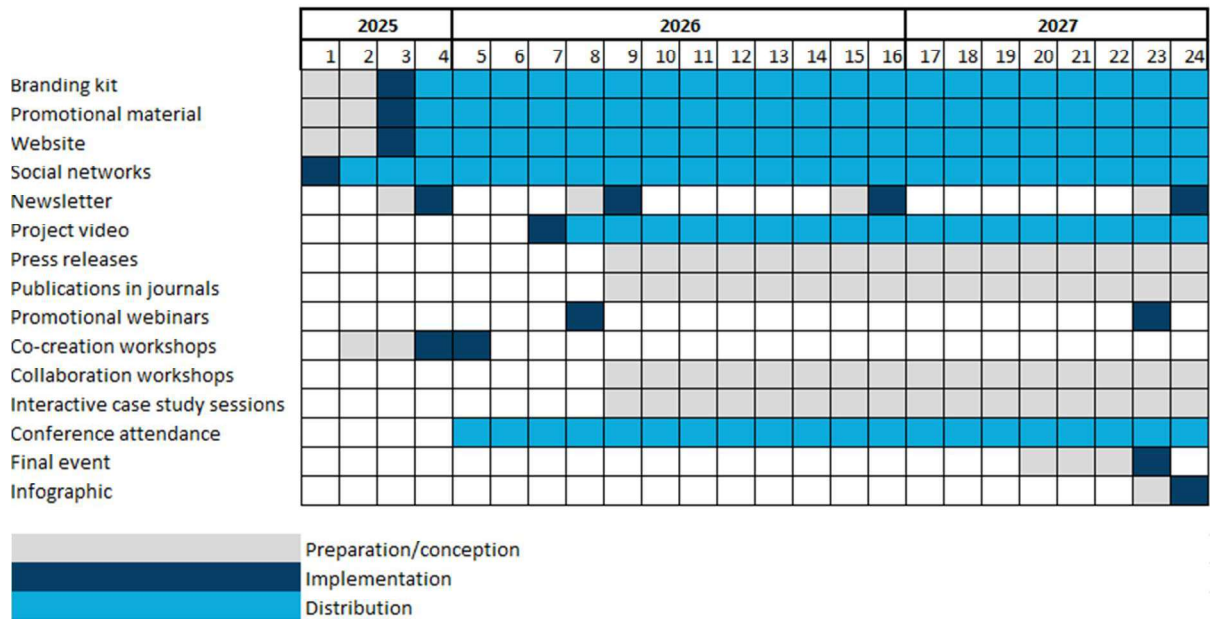 2025 2026 2027
1 2 3 4 5 6 7 8 9 10 11 12 13 14 15 16 17 18 19 20 21 22 23 24
Branding kit
Promotional material
Website
Social networks
Newsletter
Project video
Press releases
Publications in journals
Promotional webinars
Co-creation workshops
Collaboration workshops
Interactive case study sessions
Conference attendance
Final event
Infographic
Preparation/conception
Implementation
Distribution